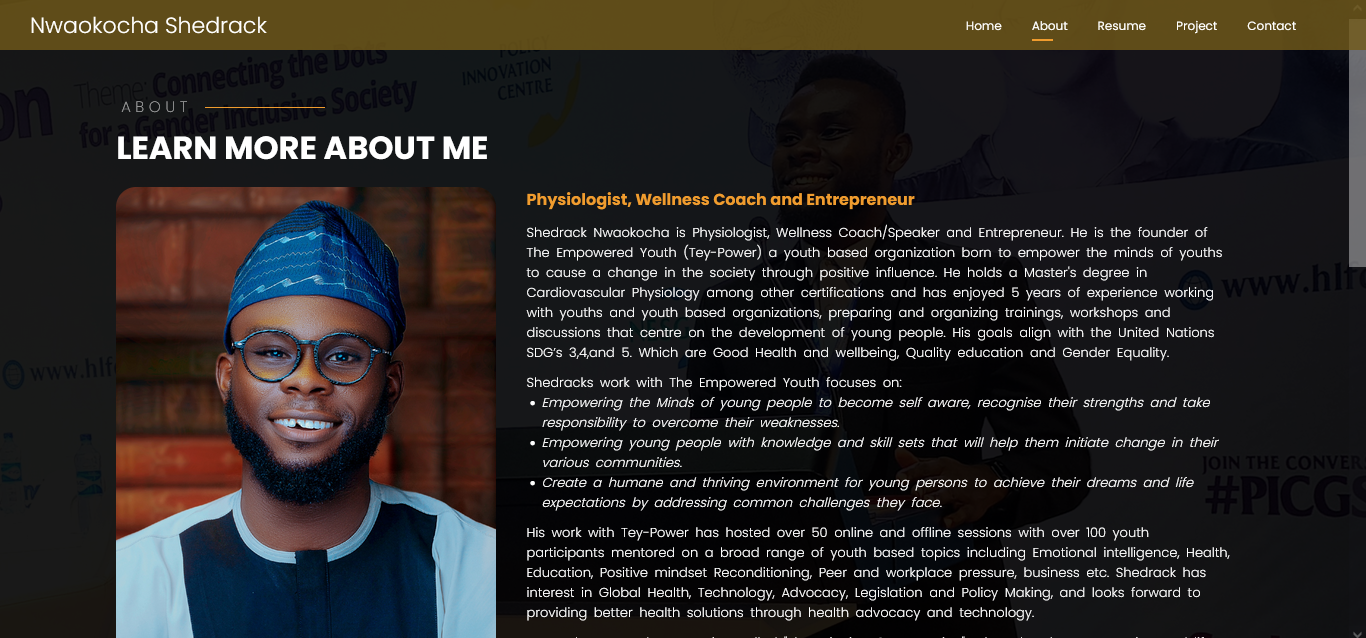 Nwaokocha Shedrack
Home About Resume Project Contact
Theme: Connecting the Dots
for a Gender Inclusive Society
INNOVATION
CENTRE
ABOUT
LEARN MORE ABOUT ME
Physiologist, Wellness Coach and Entrepreneur
Shedrack Nwaokocha is Physiologist, Wellness Coach/Speaker and Entrepreneur. He is the founder of
The Empowered Youth (Tey-Power) a youth based organization born to empower the minds of youths
to cause a change in the society through positive influence. He holds a Master's degree in
Cardiovascular Physiology among other certifications and has enjoyed 5 years of experience working
with youths and youth based organizations, preparing and organizing trainings, workshops and
discussions that centre on the development of young people. His goals align with the United Nations
SDG's 3,4,and 5. Which are Good Health and wellbeing, Quality education and Gender Equality.
Shedracks work with The Empowered Youth focuses on:
• Empowering the Minds of young people to become self aware, recognise their strengths and take
responsibility to overcome their weaknesses.
• Empowering young people with knowledge and skill sets that will help them initiate change in their
various communities.
• Create a humane and thriving environment for young persons to achieve their dreams and life
expectations by addressing common challenges they face.
His work with Tey-Power has hosted over 50 online and offline sessions with over 100 youth
participants mentored on a broad range of youth based topics including Emotional intelligence, Health,
Education, Positive mindset Reconditioning, Peer and workplace pressure, business etc. Shedrack has
interest in Global Health, Technology, Advocacy, Legislation and Policy Making, and looks forward to
providing better health solutions through health advocacy and technology.
www.hlf
www.hlfc
JOIN THE CONVER
#PICGS